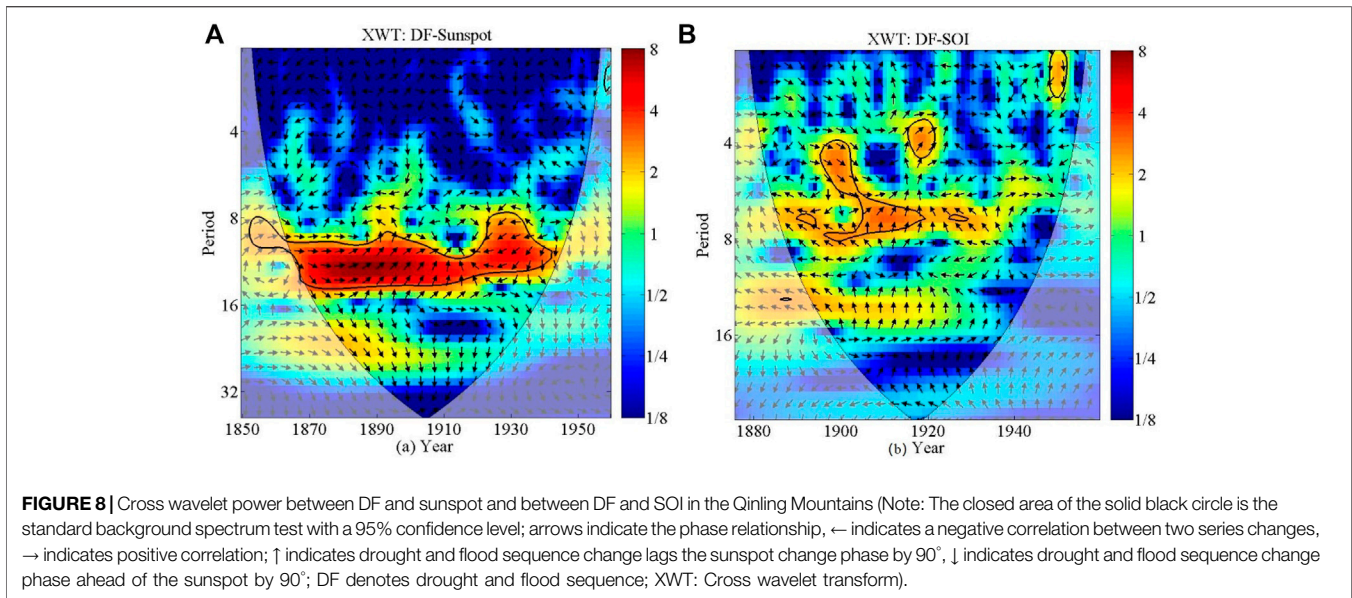 A
XWT: DF-Sunspot
Period
4
8
16
32
1850
1870
1890
1910
1930
1950
(a) Year
8
4
2
1
1/2
1/4
1/8
B
XWT: DF-SOI
Period
4
8
16
1880
1900
1920
1940
(b) Year
8
4
2
1
1/2
1/4
1/8
FIGURE 8 | Cross wavelet power between DF and sunspot and between DF and SOI in the Qinling Mountains (Note: The closed area of the solid black circle is the
standard background spectrum test with a 95% confidence level; arrows indicate the phase relationship, ← indicates a negative correlation between two series changes,
→ indicates positive correlation; ↑ indicates drought and flood sequence change lags the sunspot change phase by 90°, ↓ indicates drought and flood sequence change
phase ahead of the sunspot by 90°; DF denotes drought and flood sequence; XWT: Cross wavelet transform).